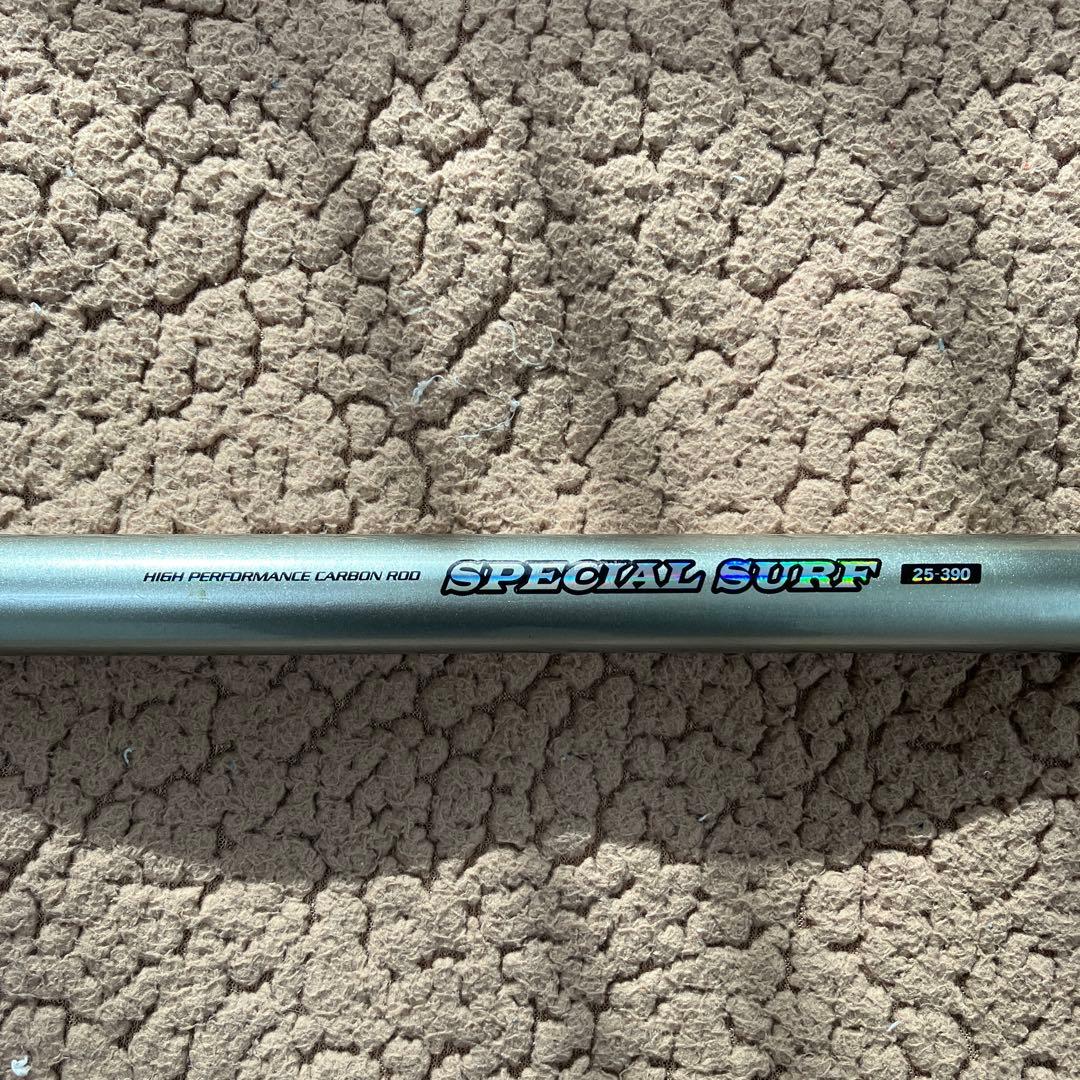 HIGH PERFORMANCE CARBON ROD SPECIAL SURF 25-390